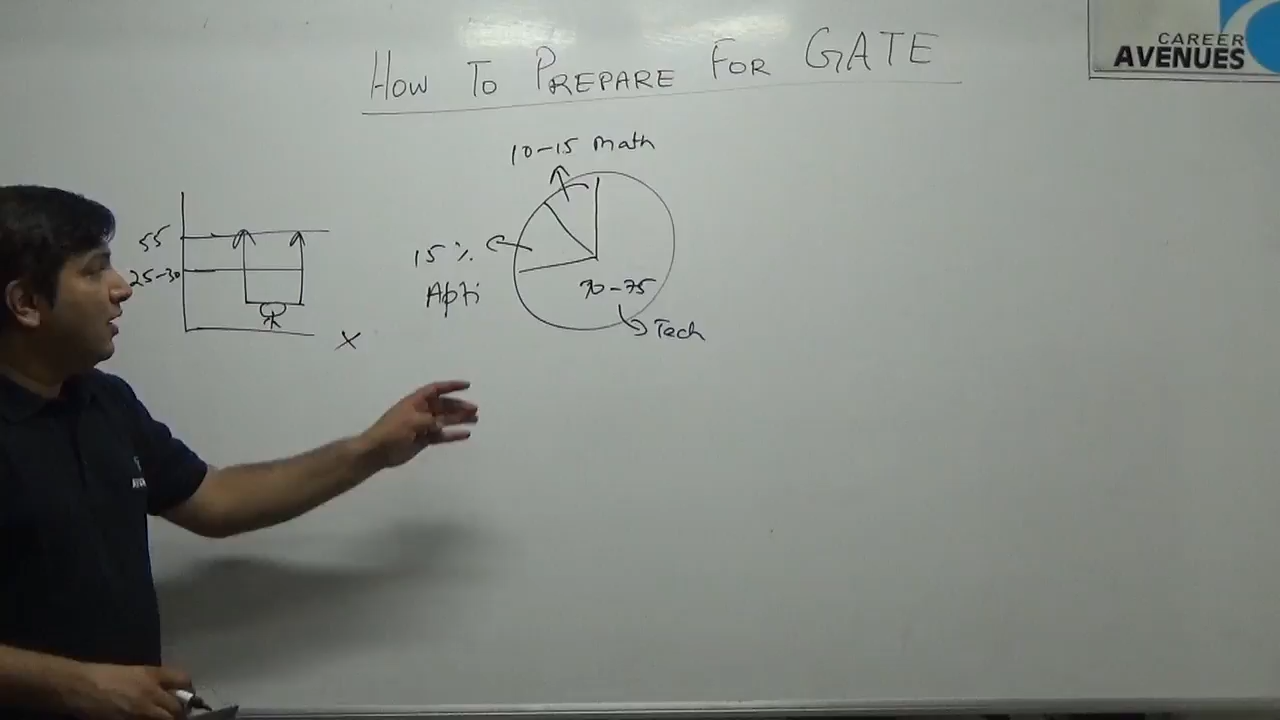 CAREER
AVENUES
HOW TO PREPARE FOR GATE
10-15 Math
55
25-30
15 %
Apti
70-75
Tech
X